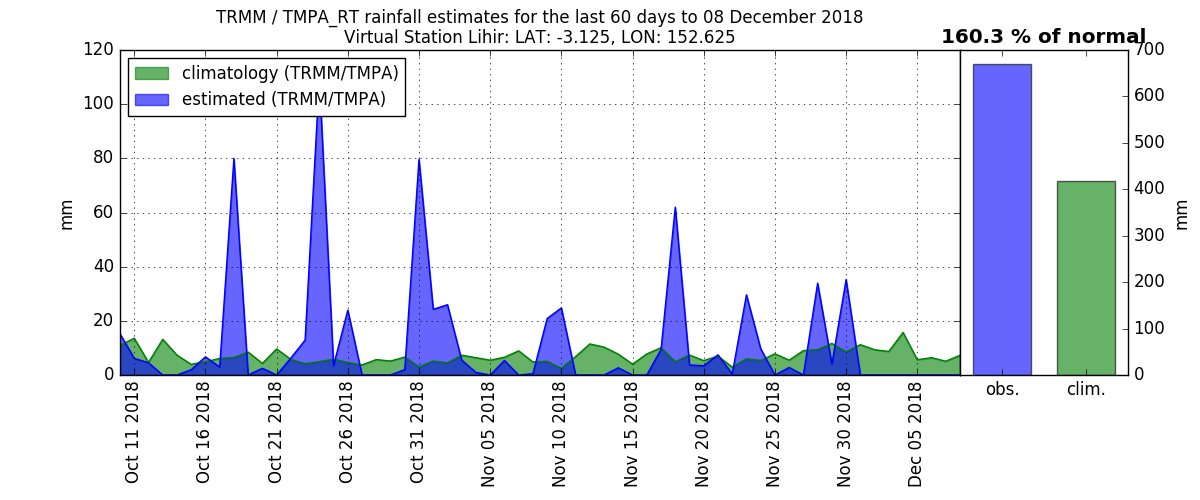 TRMM / TMPA_RT rainfall estimates for the last 60 days to 08 December 2018
Virtual Station Lihir: LAT: -3.125, LON: 152.625
160.3 % of normal
climatology (TRMM/TMPA)
estimated (TRMM/TMPA)
mm
120
100
80
60
40
20
0
Oct 11 2018
Oct 16 2018
Oct 21 2018
Oct 26 2018
Oct 31 2018
Nov 05 2018
Nov 10 2018
Nov 15 2018
Nov 20 2018
Nov 25 2018
Nov 30 2018
Dec 05 2018
obs.
clim.
700
600
500
400
300
200
100
0
mm